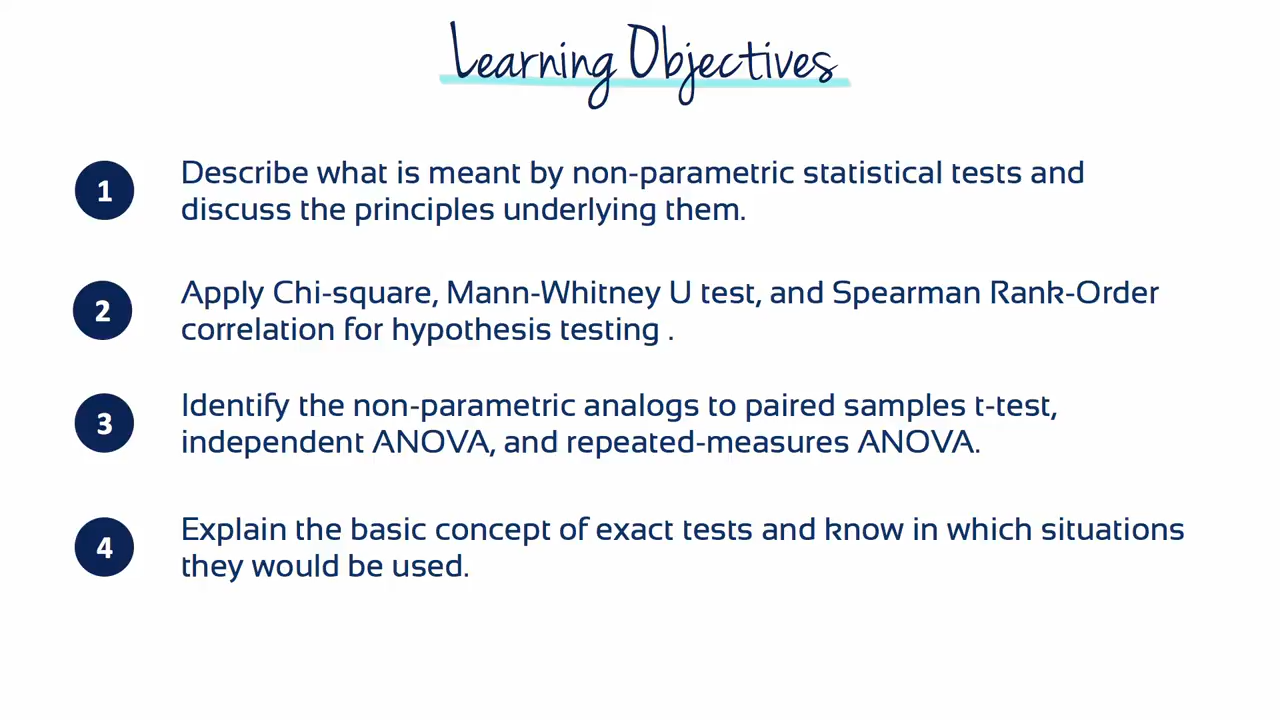 Learning Objectives
1
Describe what is meant by non-parametric statistical tests and
discuss the principles underlying them.
2
Apply Chi-square, Mann-Whitney U test, and Spearman Rank-Order
correlation for hypothesis testing .
3
Identify the non-parametric analogs to paired samples t-test,
independent ANOVA, and repeated-measures ANOVA.
4
Explain the basic concept of exact tests and know in which situations
they would be used.